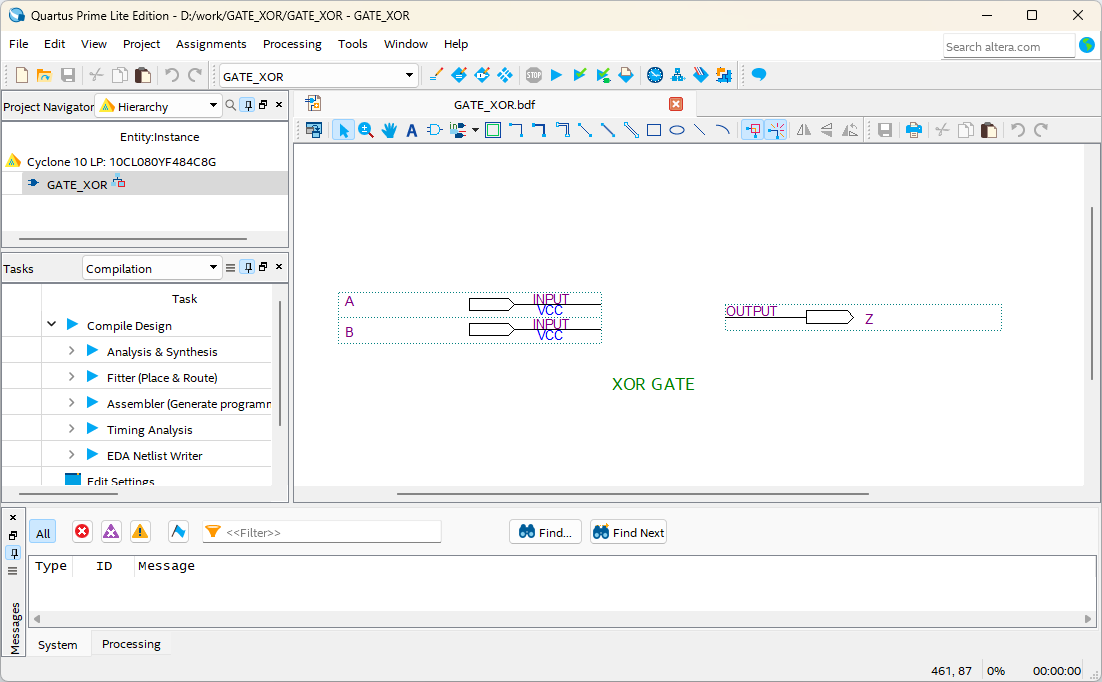 Quartus Prime Lite Edition - D:/work/GATE_XOR/GATE_XOR - GATE_XOR
File Edit View Project Assignments Processing Tools Window Help
Search altera.com
GATE_XOR
STOP
Project Navigator Hierarchy
GATE_XOR.bdf
Entity:Instance
Cyclone 10 LP: 10CL080YF484C8G
GATE_XOR
Tasks Compilation
Task
Compile Design
Analysis & Synthesis
Fitter (Place & Route)
Assembler (Generate programm
Timing Analysis
EDA Netlist Writer
Edit Settings
A INPUT
VCC
B INPUT
VCC
OUTPUT Z
XOR GATE
All <<Filter>> Find... Find Next
Type ID Message
Messages
System Processing
461, 87 0% 00:00:00